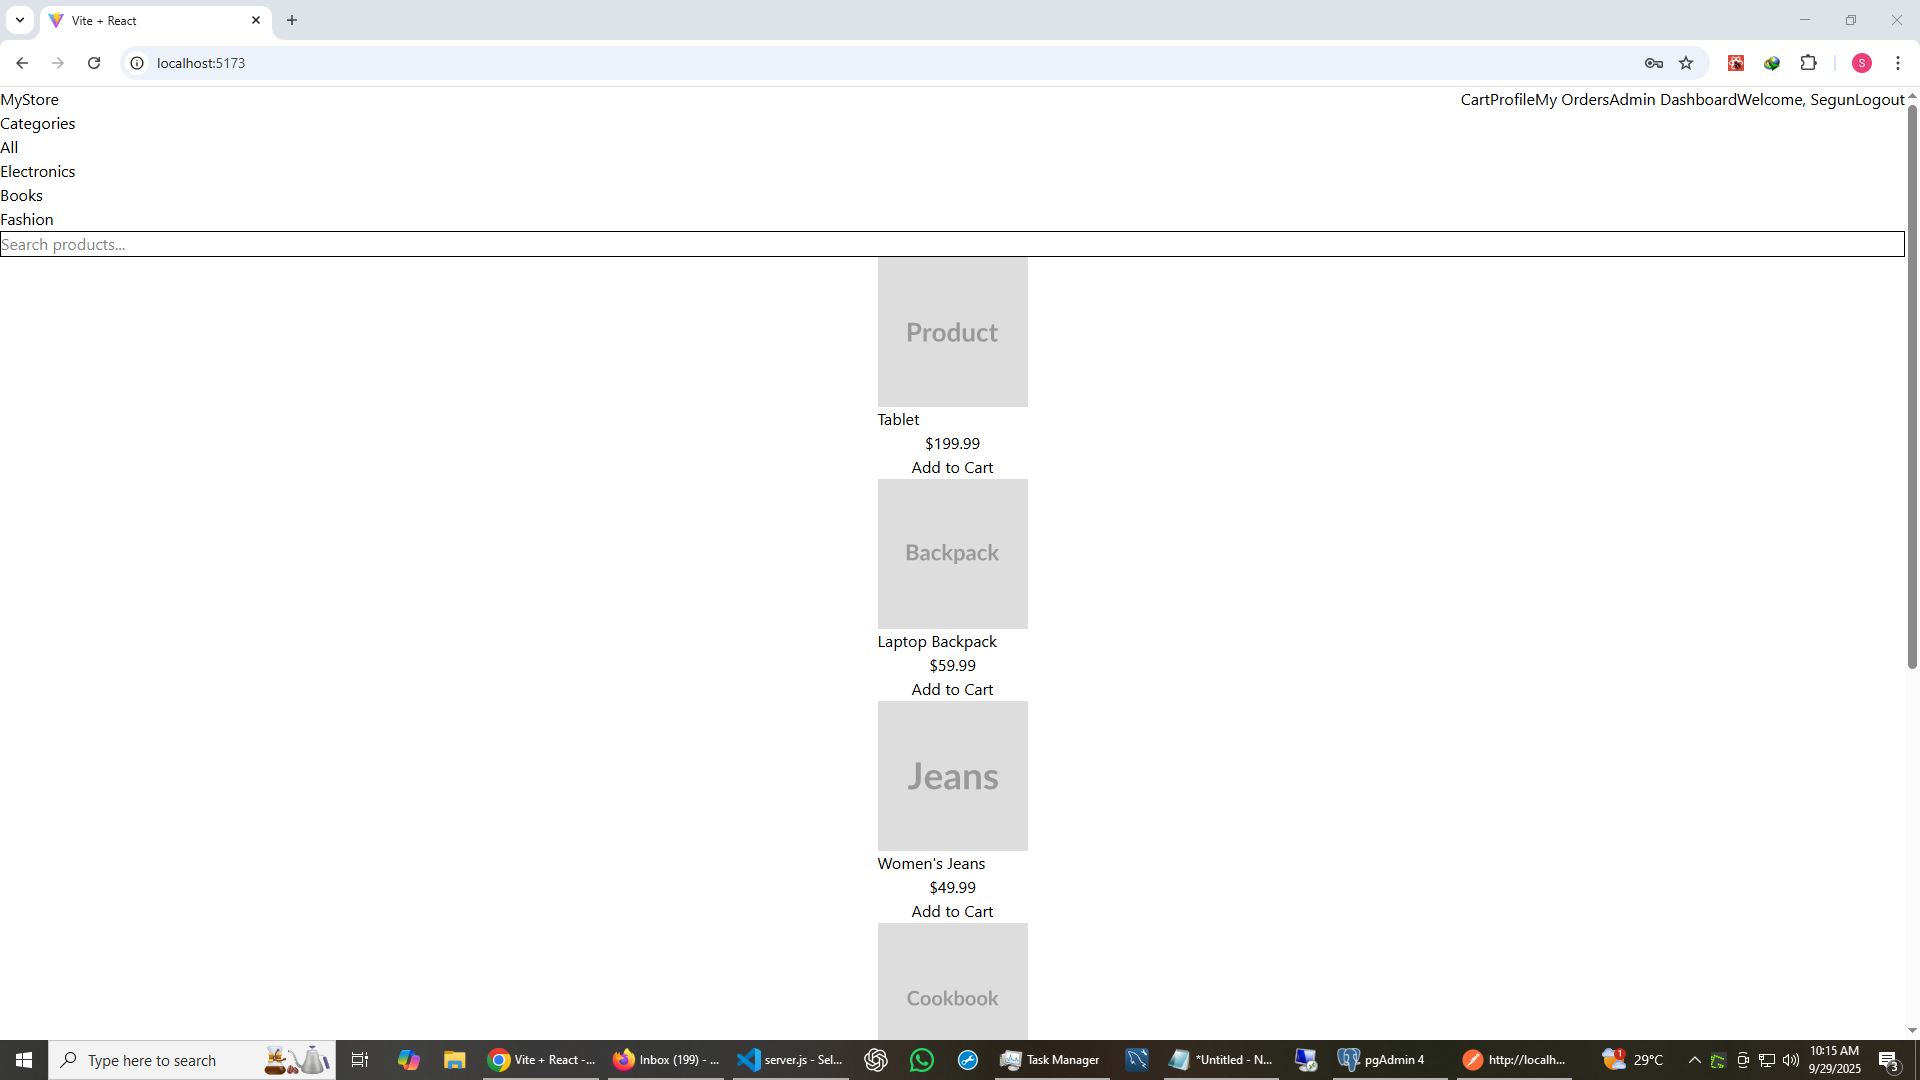 Vite + React
localhost:5173
S
MyStore
CartProfileMy OrdersAdmin DashboardWelcome, SegunLogout
Categories
All
Electronics
Books
Fashion
Search products...
Product
Tablet
$199.99
Add to Cart
Backpack
Laptop Backpack
$59.99
Add to Cart
Jeans
Women's Jeans
$49.99
Add to Cart
Cookbook
Type here to search
Vite + React -...
Inbox (199) - ...
server.js - Sel...
Task Manager
*Untitled - N...
pgAdmin 4
http://localh...
1
29°C
10:15 AM
9/29/2025
3